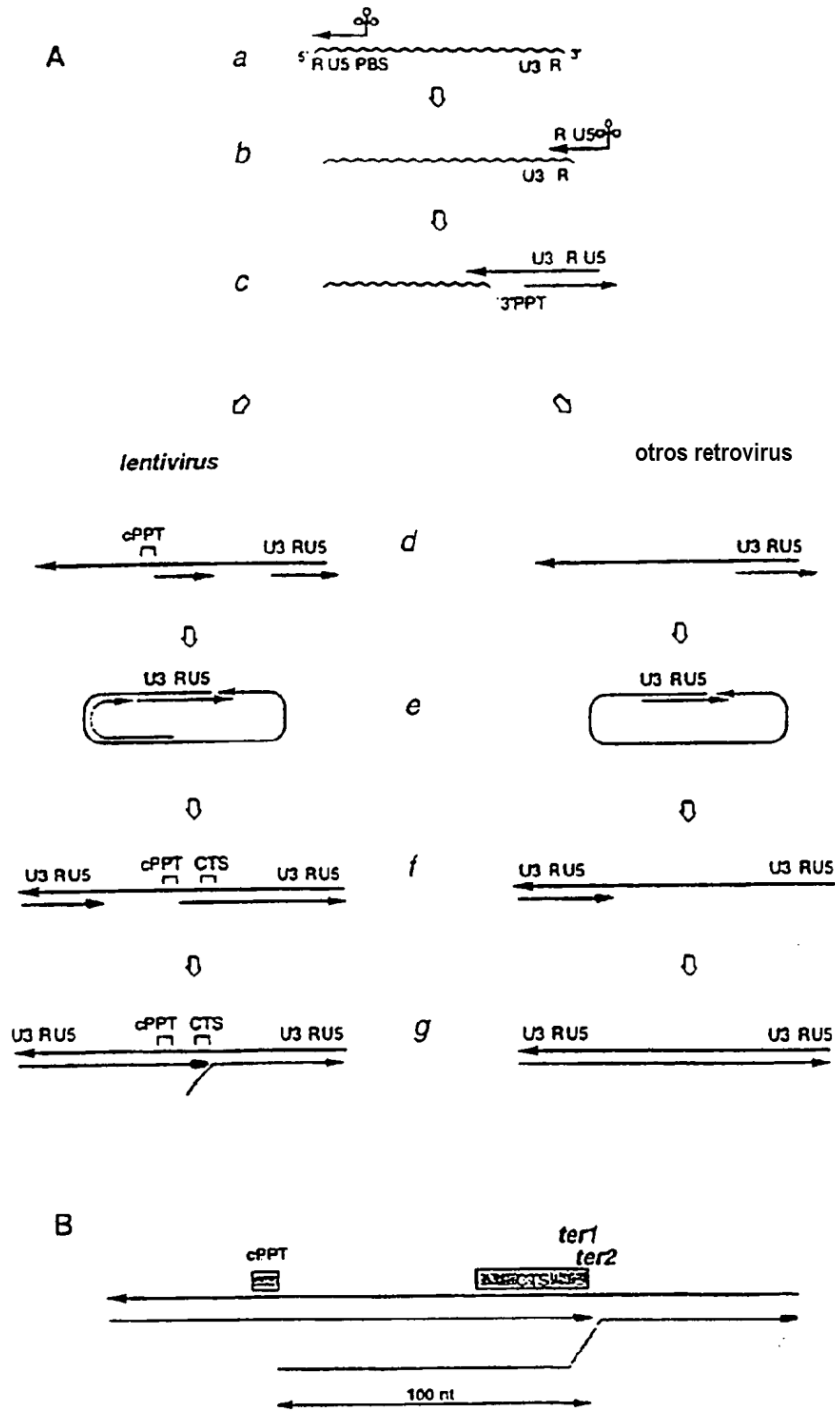 A
a
5' 3'
R U5 PBS U3 R
b
R U5
U3 R
c
U3 R U5
3'PPT
lentivirus
otros retrovirus
d
cPPT
U3 RU5
U3 RU5
e
U3 RU5
U3 RU5
f
U3 RU5 cPPT CTS U3 RU5
U3 RU5 U3 RU5
g
U3 RU5 cPPT CTS U3 RU5
U3 RU5 U3 RU5
B
ter1
cPPT ter2
CTS
100 nt